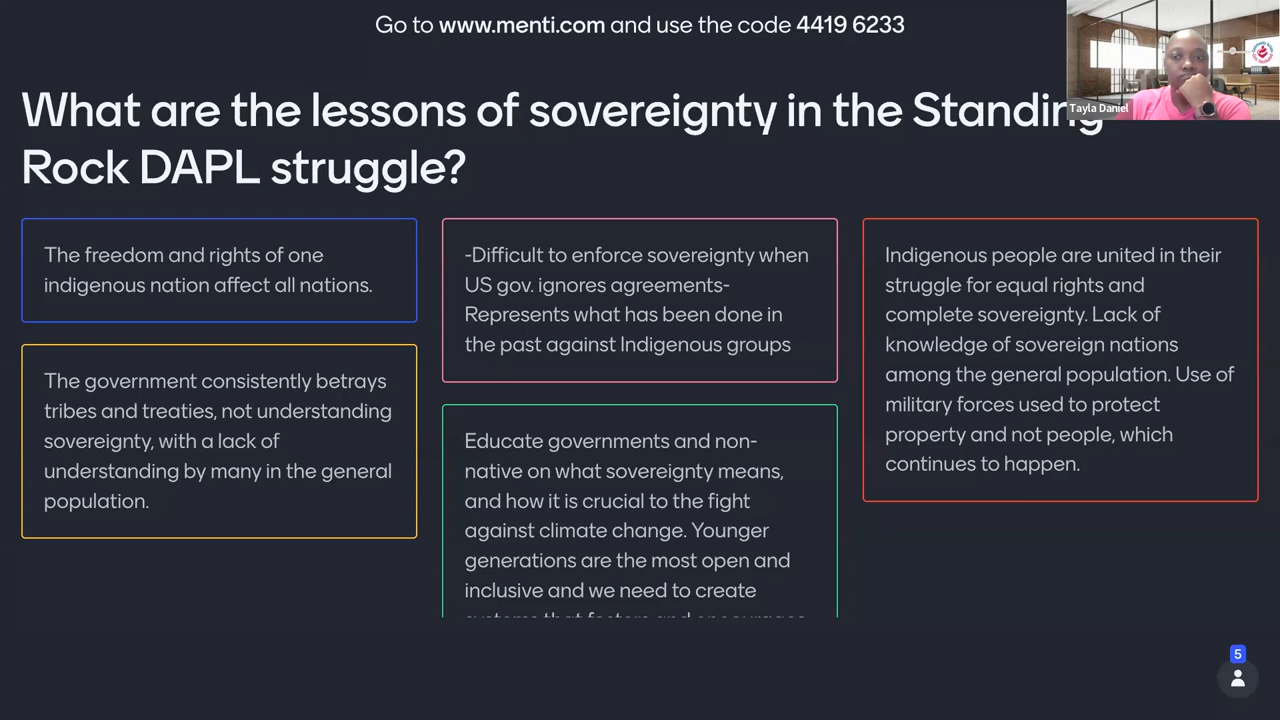 Go to www.menti.com and use the code 4419 6233
Tayla Daniel
What are the lessons of sovereignty in the Standing
Rock DAPL struggle?
The freedom and rights of one
indigenous nation affect all nations.
The government consistently betrays
tribes and treaties, not understanding
sovereignty, with a lack of
understanding by many in the general
population.
-Difficult to enforce sovereignty when
US gov. ignores agreements-
Represents what has been done in
the past against Indigenous groups
Educate governments and non-
native on what sovereignty means,
and how it is crucial to the fight
against climate change. Younger
generations are the most open and
inclusive and we need to create
Indigenous people are united in their
struggle for equal rights and
complete sovereignty. Lack of
knowledge of sovereign nations
among the general population. Use of
military forces used to protect
property and not people, which
continues to happen.
5